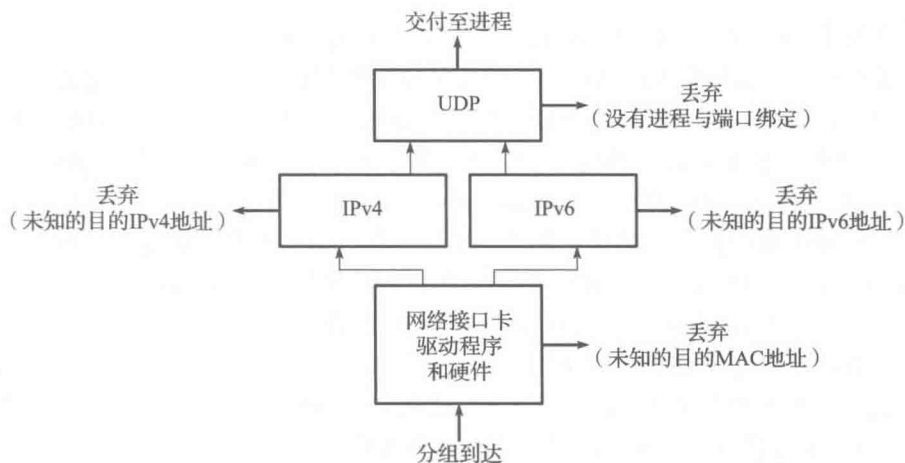 交付至进程
UDP
丢弃
（没有进程与端口绑定）
丢弃
（未知的目的IPv4地址）
IPv4
IPv6
丢弃
（未知的目的IPv6地址）
网络接口卡
驱动程序
和硬件
丢弃
（未知的目的MAC地址）
分组到达